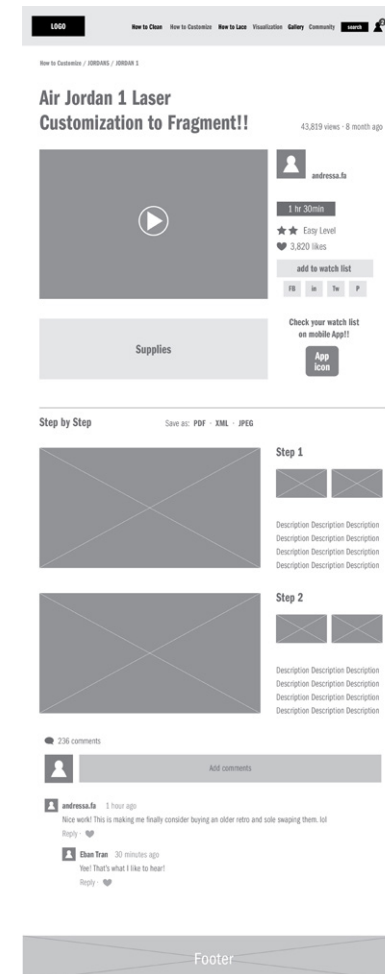 LOGO
How to Clean How to Customize How to Lace Visualization Gallery Community search
How to Customize / JORDANS / JORDAN 1
Air Jordan 1 Laser
Customization to Fragment!!
43,819 views · 8 month ago
andressa.fa
1 hr 30min
Easy Level
3,820 likes
add to watch list
FB in Tw P
Check your watch list
on mobile App!!
App
icon
Supplies
Step by Step
Save as: PDF · XML · JPEG
Step 1
Description Description Description
Description Description Description
Description Description Description
Description Description Description
Step 2
Description Description Description
Description Description Description
Description Description Description
Description Description Description
236 comments
Add comments
andressa.fa 1 hour ago
Nice work! This is making me finally consider buying an older retro and sole swaping them. lol
Reply ·
Eban Tran 30 minutes ago
Yee! That's what I like to hear!
Reply ·
Footer